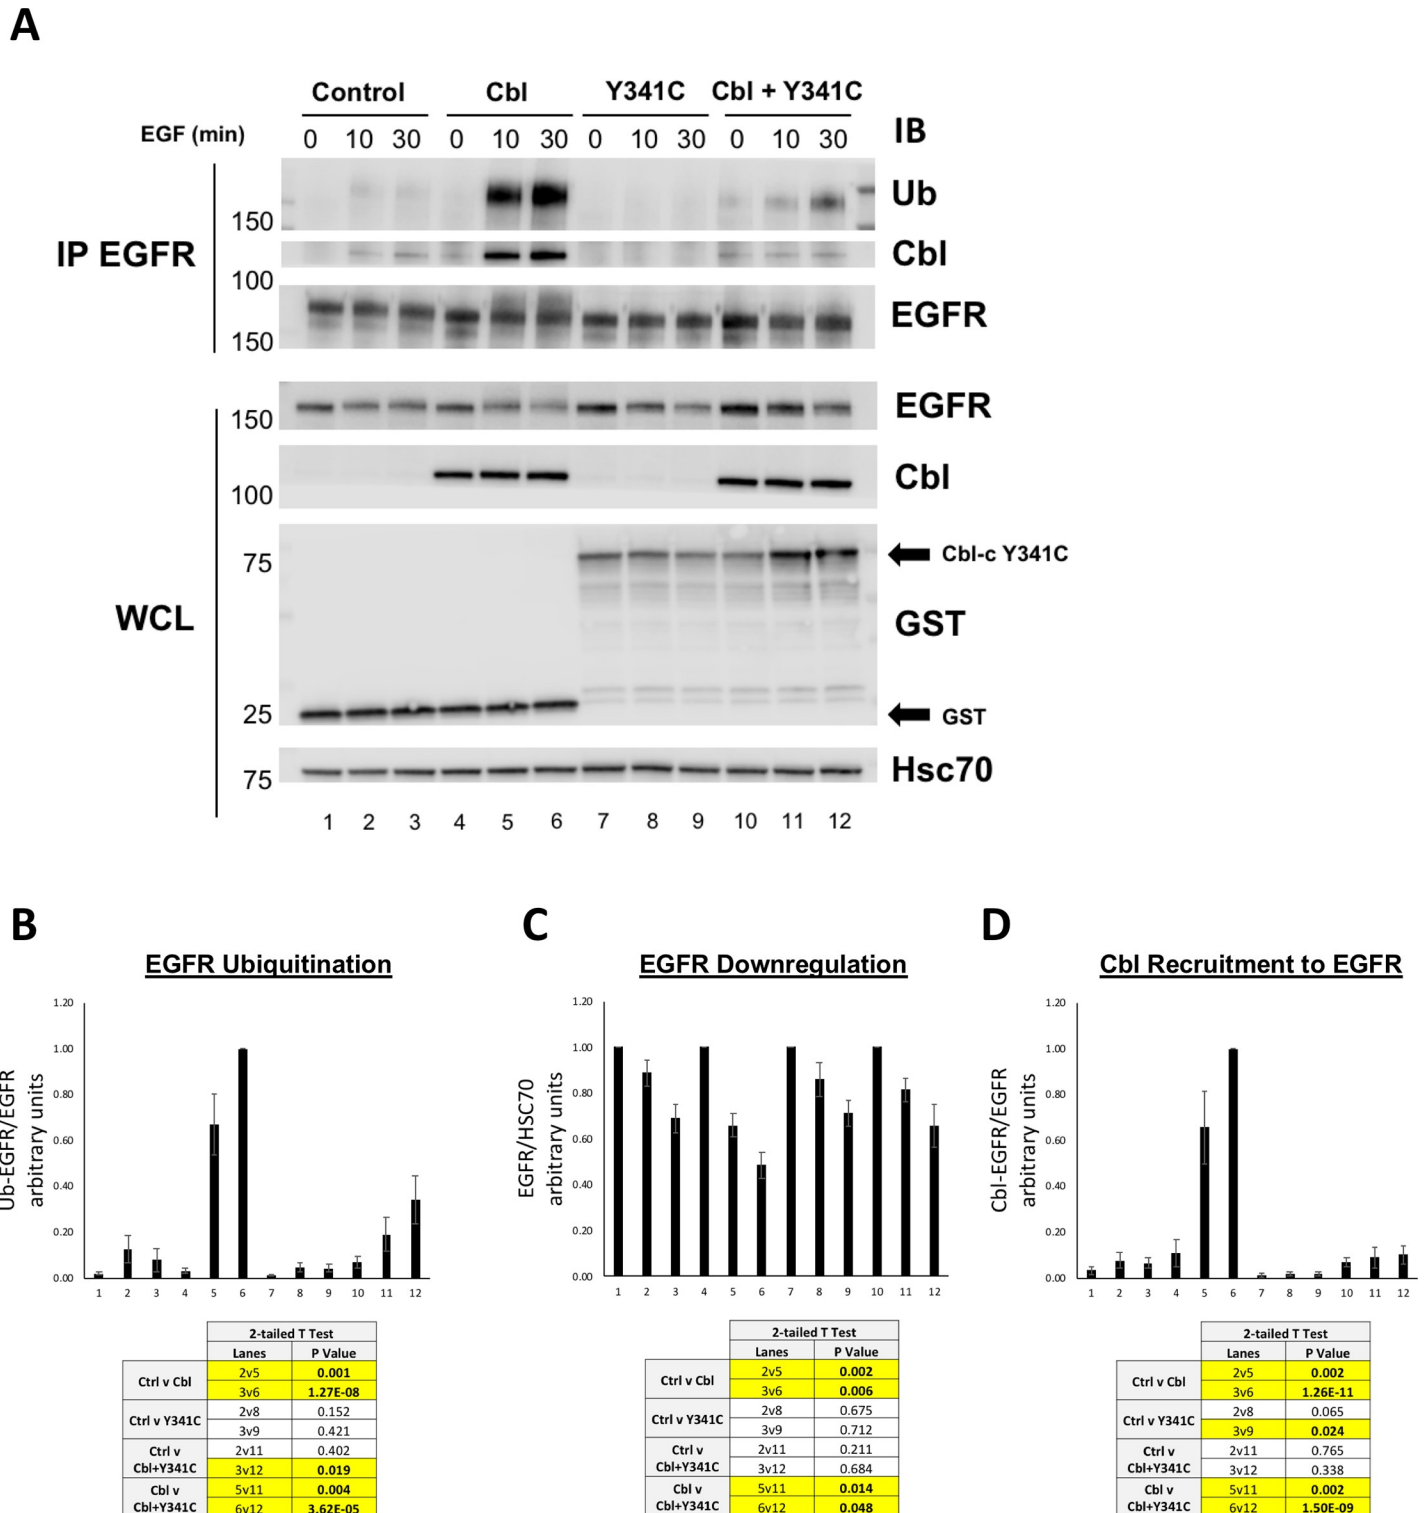 A
Control Cbl Y341C Cbl + Y341C
EGF (min) 0 10 30 0 10 30 0 10 30 0 10 30 IB
Ub
150
IP EGFR Cbl
100
EGFR
150
EGFR
150
Cbl
100
75 Cbl-c Y341C
WCL GST
25 GST
Hsc70
75
1 2 3 4 5 6 7 8 9 10 11 12
B
EGFR Ubiquitination
Ub-EGFR/EGFR
arbitrary units
1.20
1.00
0.80
0.60
0.40
0.20
0.00
1 2 3 4 5 6 7 8 9 10 11 12
2-tailed T Test
Lanes P Value
Ctrl v Cbl
2v5 0.001
3v6 1.27E-08
Ctrl v Y341C
2v8 0.152
3v9 0.421
Ctrl v
Cbl+Y341C
2v11 0.402
3v12 0.019
Cbl v
Cbl+Y341C
5v11 0.004
6v12 3.62E-05
C
EGFR Downregulation
EGFR/HSC70
arbitrary units
1.20
1.00
0.80
0.60
0.40
0.20
0.00
1 2 3 4 5 6 7 8 9 10 11 12
2-tailed T Test
Lanes P Value
Ctrl v Cbl
2v5 0.002
3v6 0.006
Ctrl v Y341C
2v8 0.675
3v9 0.712
Ctrl v
Cbl+Y341C
2v11 0.211
3v12 0.684
Cbl v
Cbl+Y341C
5v11 0.014
6v12 0.048
D
Cbl Recruitment to EGFR
Cbl-EGFR/EGFR
arbitrary units
1.20
1.00
0.80
0.60
0.40
0.20
0.00
1 2 3 4 5 6 7 8 9 10 11 12
2-tailed T Test
Lanes P Value
Ctrl v Cbl
2v5 0.002
3v6 1.26E-11
Ctrl v Y341C
2v8 0.065
3v9 0.024
Ctrl v
Cbl+Y341C
2v11 0.765
3v12 0.338
Cbl v
Cbl+Y341C
5v11 0.002
6v12 1.50E-09